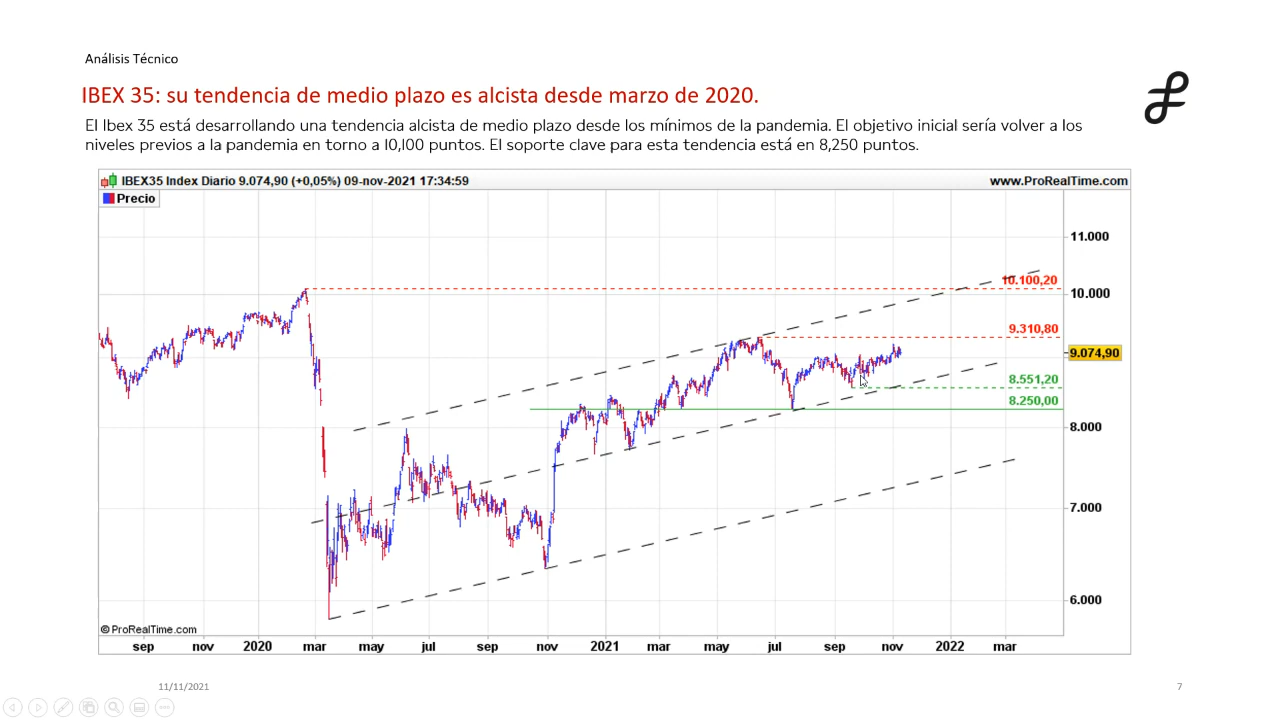 Análisis Técnico
IBEX 35: su tendencia de medio plazo es alcista desde marzo de 2020.
El Ibex 35 está desarrollando una tendencia alcista de medio plazo desde los mínimos de la pandemia. El objetivo inicial sería volver a los
niveles previos a la pandemia en torno a 10,100 puntos. El soporte clave para esta tendencia está en 8,250 puntos.
IBEX35 Index Diario 9.074,90 (+0,05%) 09-nov-2021 17:34:59
www.ProRealTime.com
Precio
11.000
10.100,20
10.000
9.310,80
9.074,90
8.551,20
8.250,00
8.000
7.000
6.000
© ProRealTime.com
sep nov 2020 mar may jul sep nov 2021 mar may jul sep nov 2022 mar
11/11/2021
7